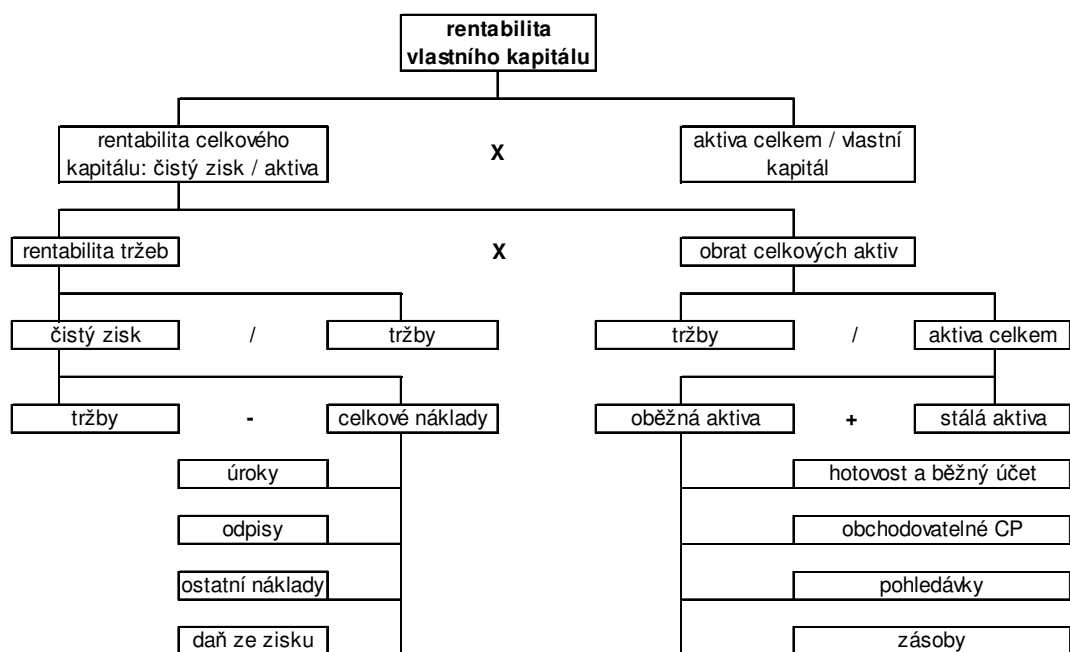 rentabilita
vlastního kapitálu
rentabilita celkového
kapitálu: čistý zisk / aktiva
X
aktiva celkem / vlastní
kapitál
rentabilita tržeb
X
obrat celkových aktiv
čistý zisk
/
tržby
tržby
/
aktiva celkem
tržby
-
celkové náklady
oběžná aktiva
+
stálá aktiva
úroky
hotovost a běžný účet
odpisy
obchodovatelné CP
ostatní náklady
pohledávky
daň ze zisku
zásoby